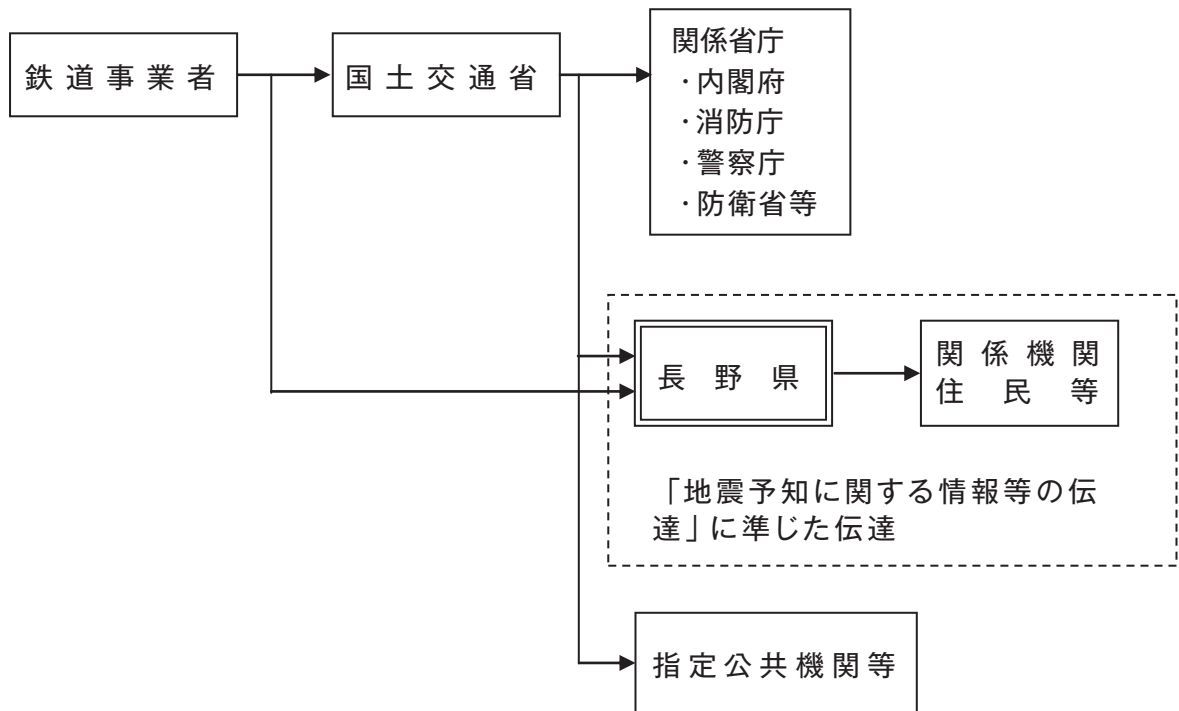 鉄道事業者
国土交通省
関係省庁
・内閣府
・消防庁
・警察庁
・防衛省等
長野県
関係機関
住民等
「地震予知に関する情報等の伝
達」に準じた伝達
指定公共機関等